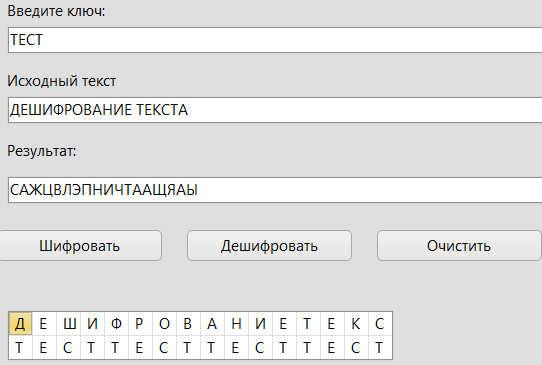 Введите ключ:
ТЕСТ
Исходный текст
ДЕШИФРОВАНИЕ ТЕКСТА
Результат:
САЖЦВЛЭПНИЧТААЩЯАЫ
Шифровать Дешифровать Очистить
Д Е Ш И Ф Р О В А Н И Е Т Е К С
Т Е С Т Т Е С Т Т Е С Т Т Е С Т